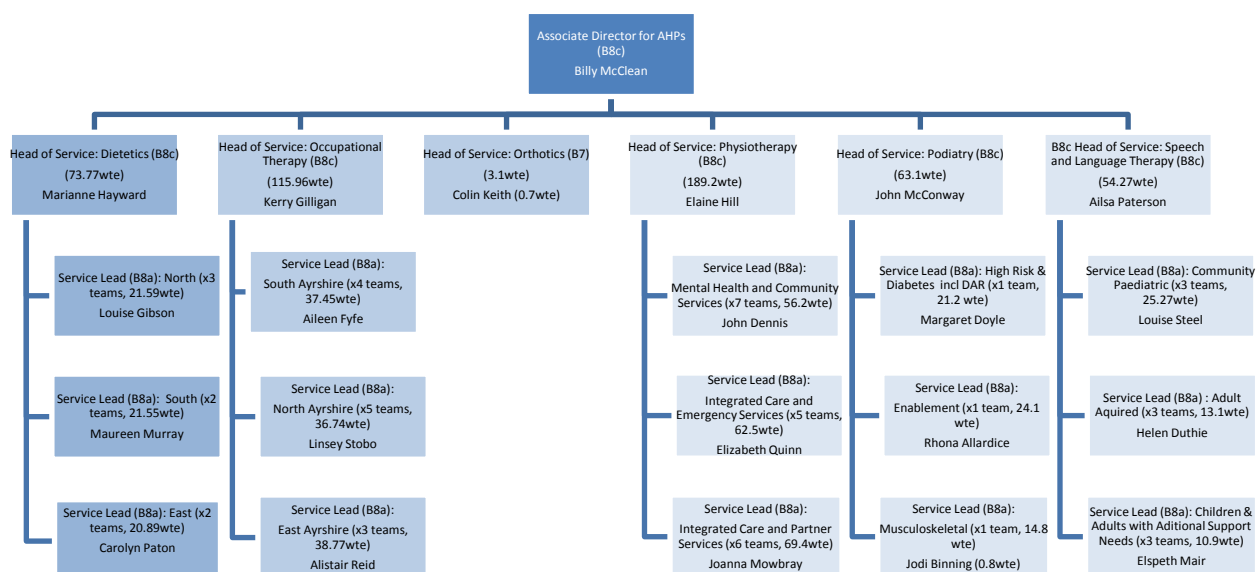 Associate Director for AHPs
(B8c)
Billy McClean
Head of Service: Dietetics (B8c)
(73.77wte)
Marianne Hayward
Head of Service: Occupational
Therapy (B8c)
(115.96wte)
Kerry Gilligan
Head of Service: Orthotics (B7)
(3.1wte)
Colin Keith (0.7wte)
Head of Service: Physiotherapy
(B8c)
(189.2wte)
Elaine Hill
Head of Service: Podiatry (B8c)
(63.1wte)
John McConway
B8c Head of Service: Speech
and Language Therapy (B8c)
(54.27wte)
Ailsa Paterson
Service Lead (B8a): North (x3
teams, 21.59wte)
Louise Gibson
Service Lead (B8a):
South Ayrshire (x4 teams,
37.45wte)
Aileen Fyfe
Service Lead (B8a):
Mental Health and Community
Services (x7 teams, 56.2wte)
John Dennis
Service Lead (B8a): High Risk &
Diabetes incl DAR (x1 team,
21.2 wte)
Margaret Doyle
Service Lead (B8a): Community
Paediatric (x3 teams,
25.27wte)
Louise Steel
Service Lead (B8a): South (x2
teams, 21.55wte)
Maureen Murray
Service Lead (B8a):
North Ayrshire (x5 teams,
36.74wte)
Linsey Stobo
Service Lead (B8a):
Integrated Care and
Emergency Services (x5 teams,
62.5wte)
Elizabeth Quinn
Service Lead (B8a):
Enablement (x1 team, 24.1
wte)
Rhona Allardice
Service Lead (B8a) : Adult
Aquired (x3 teams, 13.1wte)
Helen Duthie
Service Lead (B8a): East (x2
teams, 20.89wte)
Carolyn Paton
Service Lead (B8a):
East Ayrshire (x3 teams,
38.77wte)
Alistair Reid
Service Lead (B8a):
Integrated Care and Partner
Services (x6 teams, 69.4wte)
Joanna Mowbray
Service Lead (B8a):
Musculoskeletal (x1 team, 14.8
wte)
Jodi Binning (0.8wte)
Service Lead (B8a): Children &
Adults with Aditional Support
Needs (x3 teams, 10.9wte)
Elspeth Mair